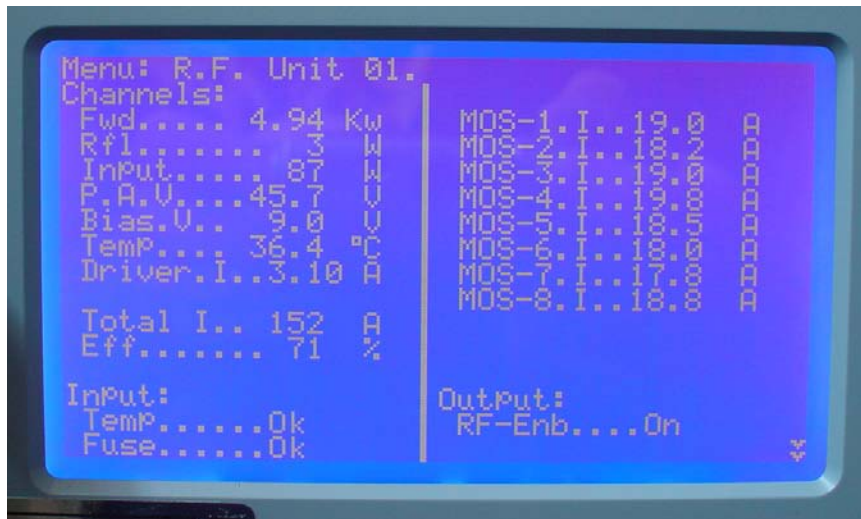 Menu: R.F. Unit 01.
Channels:
Fwd..... 4.94 Kw
Rfl....... 3 W
Input..... 87 W
P.A.V....45.7 V
Bias.V.. 9.0 V
Temp.... 36.4 °C
Driver.I..3.10 A
Total I.. 152 A
Eff....... 71 %
Input:
Temp......Ok
Fuse......Ok
MOS-1.I..19.0 A
MOS-2.I..18.2 A
MOS-3.I..19.0 A
MOS-4.I..19.8 A
MOS-5.I..18.5 A
MOS-6.I..18.0 A
MOS-7.I..17.8 A
MOS-8.I..18.8 A
Output:
RF-Enb....On